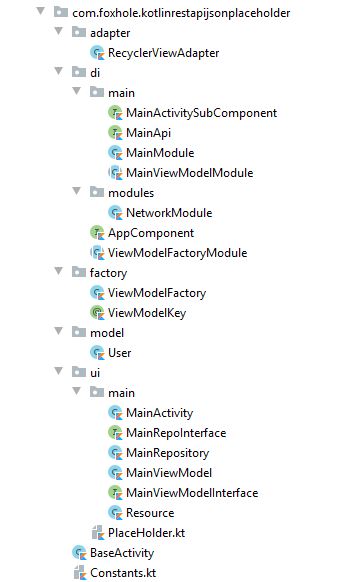 com.foxhole.kotlinrestapijsonplaceholder
adapter
RecyclerViewAdapter
di
main
MainActivitySubComponent
MainApi
MainModule
MainViewModelModule
modules
NetworkModule
AppComponent
ViewModelFactoryModule
factory
ViewModelFactory
ViewModelKey
model
User
ui
main
MainActivity
MainRepoInterface
MainRepository
MainViewModel
MainViewModelInterface
Resource
PlaceHolder.kt
BaseActivity
Constants.kt